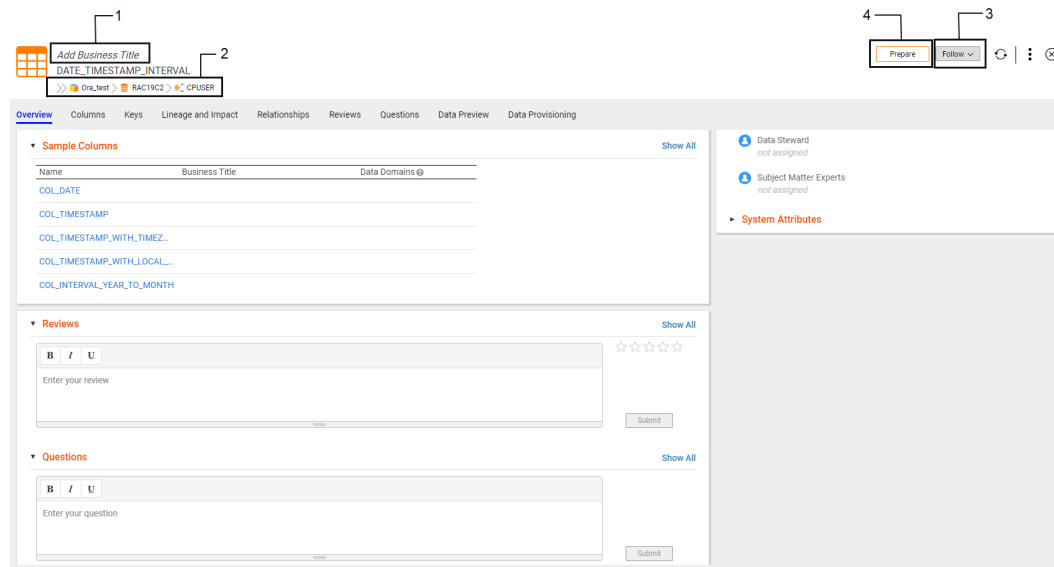 1
4
3
Add Business Title
2
Prepare
Follow
DATE_TIMESTAMP_INTERVAL
Ora_test > RAC19C2 > CPUSER
Overview Columns Keys Lineage and Impact Relationships Reviews Questions Data Preview Data Provisioning
Sample Columns Show All
Name Business Title Data Domains
COL_DATE
COL_TIMESTAMP
COL_TIMESTAMP_WITH_TIMEZ...
COL_TIMESTAMP_WITH_LOCAL_...
COL_INTERVAL_YEAR_TO_MONTH
Data Steward
not assigned
Subject Matter Experts
not assigned
System Attributes
Reviews Show All
B I U
Enter your review
Submit
Questions Show All
B I U
Enter your question
Submit